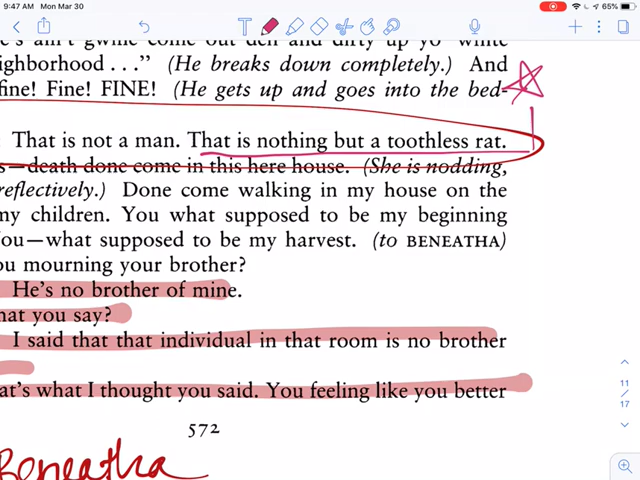 9:47 AM Mon Mar 30
65%
ain't gwine come out deh and dirty up yo' white
ighborhood . . ." (He breaks down completely.) And
fine! Fine! FINE! (He gets up and goes into the bed-
That is not a man. That is nothing but a toothless rat.
s—death done come in this here house. (She is nodding,
reflectively.) Done come walking in my house on the
my children. You what supposed to be my beginning
ou—what supposed to be my harvest. (to BENEATHA)
ou mourning your brother?
He's no brother of mine.
hat you say?
I said that that individual in that room is no brother
at's what I thought you said. You feeling like you better
572
Beneatha
11
/
17